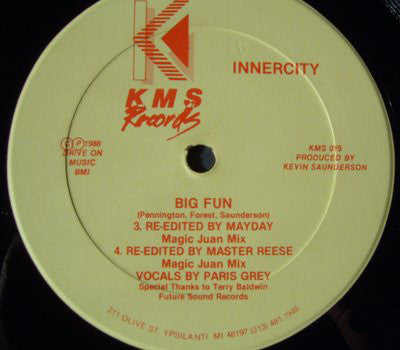 K
KMS
Records
INNERCITY
Ⓒ Ⓟ 1988
DRIVE ON
MUSIC
BMI
KMS 015
PRODUCED BY
KEVIN SAUNDERSON
BIG FUN
(Pennington, Forest, Saunderson)
3. RE-EDITED BY MAYDAY
Magic Juan Mix
4. RE-EDITED BY MASTER REESE
Magic Juan Mix
VOCALS BY PARIS GREY
Special Thanks to Terry Baldwin
Future Sound Records
211 OLIVE ST. YPSILANTI, MI 48197 (313) 481-1948